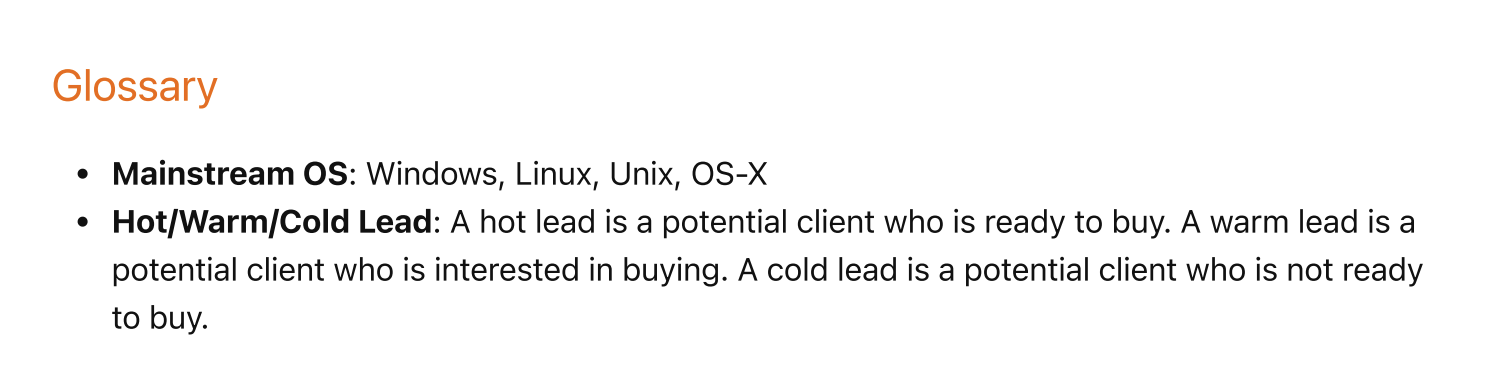 Glossary
• Mainstream OS: Windows, Linux, Unix, OS-X
• Hot/Warm/Cold Lead: A hot lead is a potential client who is ready to buy. A warm lead is a
potential client who is interested in buying. A cold lead is a potential client who is not ready
to buy.